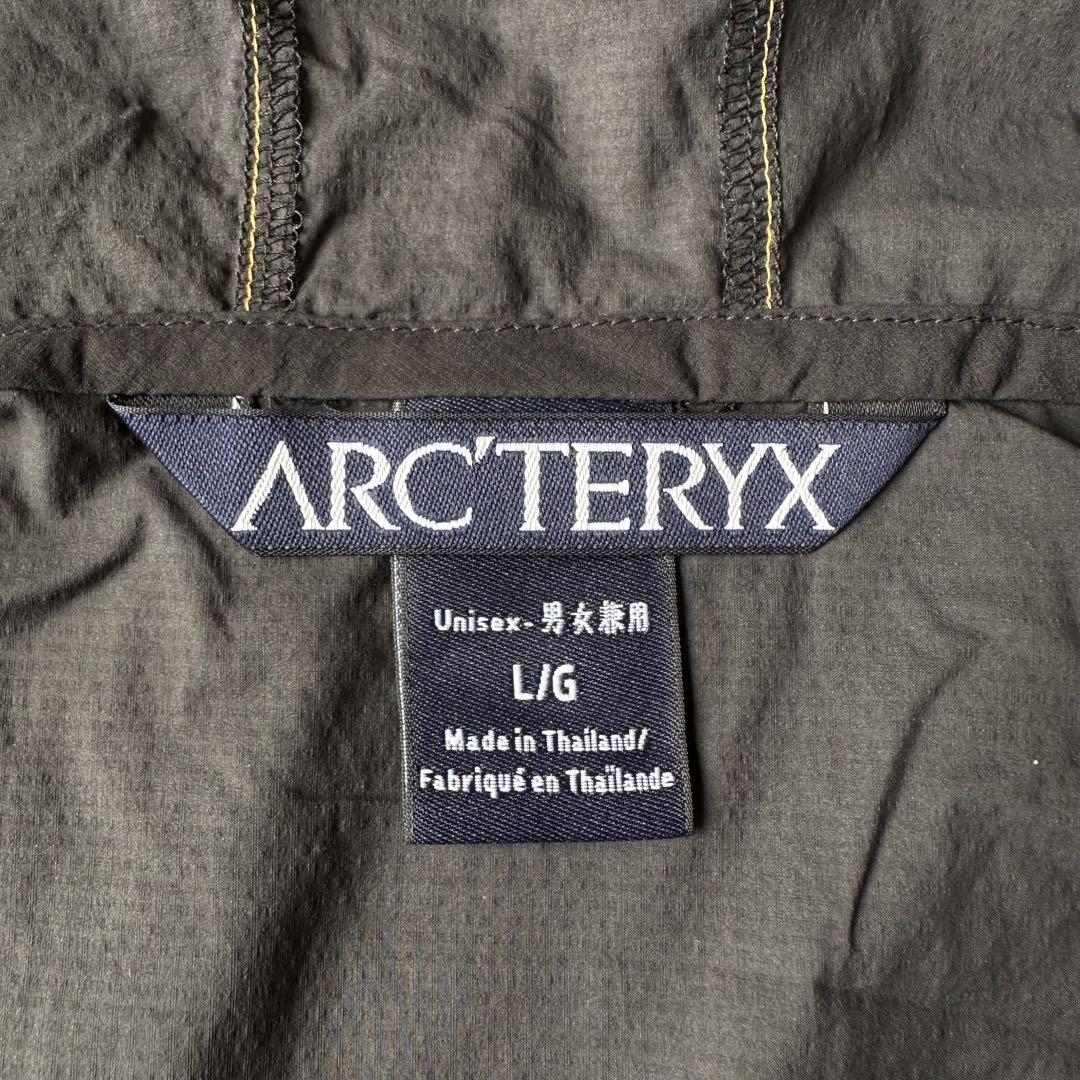 ARC'TERYX
Unisex-男女兼用
L/G
Made in Thailand/
Fabriqué en Thaïlande